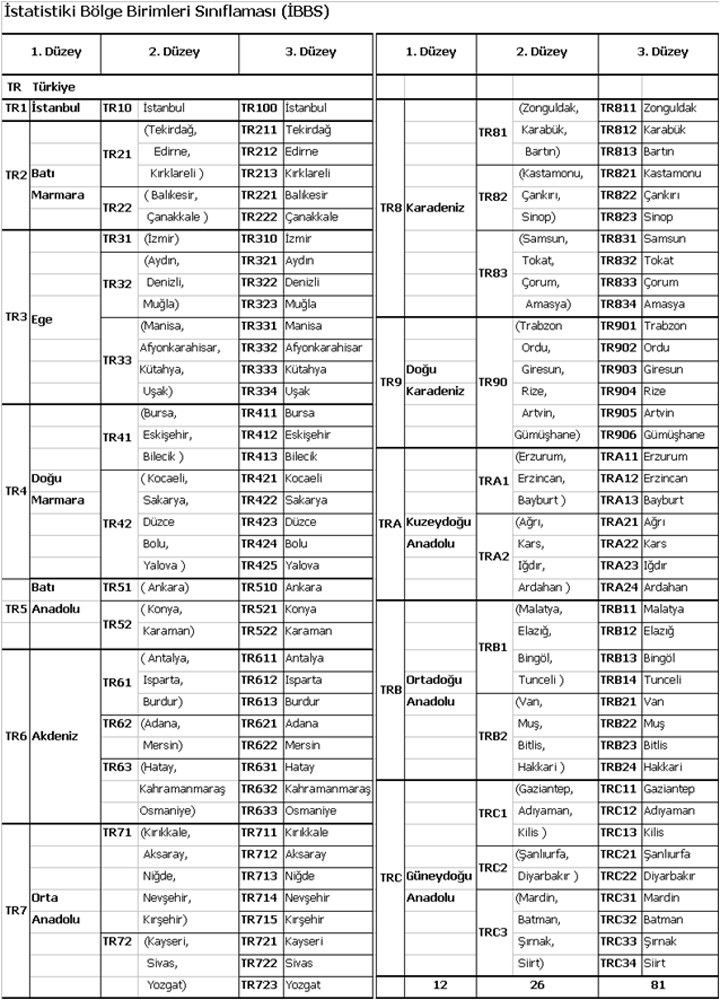 İstatistiki Bölge Birimleri Sınıflaması (İBBS)
1. Düzey 2. Düzey 3. Düzey
TR Türkiye
TR1 İstanbul TR10 İstanbul TR100 İstanbul
TR2 Batı Marmara TR21 (Tekirdağ, TR211 Tekirdağ
Edirne, TR212 Edirne
Kırklareli ) TR213 Kırklareli
TR22 ( Balıkesir, TR221 Balıkesir
Çanakkale ) TR222 Çanakkale
TR3 Ege TR31 (İzmir) TR310 İzmir
TR32 (Aydın, TR321 Aydın
Denizli, TR322 Denizli
Muğla) TR323 Muğla
TR33 (Manisa, TR331 Manisa
Afyonkarahisar, TR332 Afyonkarahisar
Kütahya, TR333 Kütahya
Uşak) TR334 Uşak
TR4 Doğu Marmara TR41 (Bursa, TR411 Bursa
Eskişehir, TR412 Eskişehir
Bilecik ) TR413 Bilecik
TR42 (Kocaeli, TR421 Kocaeli
Sakarya, TR422 Sakarya
Düzce TR423 Düzce
Bolu, TR424 Bolu
Yalova ) TR425 Yalova
TR5 Batı Anadolu TR51 ( Ankara) TR510 Ankara
TR52 ( Konya, TR521 Konya
Karaman) TR522 Karaman
TR6 Akdeniz TR61 ( Antalya, TR611 Antalya
Isparta, TR612 Isparta
Burdur) TR613 Burdur
TR62 (Adana, TR621 Adana
Mersin) TR622 Mersin
TR63 (Hatay, TR631 Hatay
Kahramanmaraş TR632 Kahramanmaraş
Osmaniye) TR633 Osmaniye
TR7 Orta Anadolu TR71 (Kırıkkale, TR711 Kırıkkale
Aksaray, TR712 Aksaray
Niğde, TR713 Niğde
Nevşehir, TR714 Nevşehir
Kırşehir) TR715 Kırşehir
TR72 (Kayseri, TR721 Kayseri
Sivas, TR722 Sivas
Yozgat) TR723 Yozgat
1. Düzey 2. Düzey 3. Düzey
TR8 Karadeniz TR81 (Zonguldak, TR811 Zonguldak
Karabük, TR812 Karabük
Bartın) TR813 Bartın
TR82 (Kastamonu, TR821 Kastamonu
Çankırı, TR822 Çankırı
Sinop) TR823 Sinop
TR83 (Samsun, TR831 Samsun
Tokat, TR832 Tokat
Çorum, TR833 Çorum
Amasya) TR834 Amasya
TR9 Doğu Karadeniz TR90 (Trabzon TR901 Trabzon
Ordu, TR902 Ordu
Giresun, TR903 Giresun
Rize, TR904 Rize
Artvin, TR905 Artvin
Gümüşhane) TR906 Gümüşhane
TRA Kuzeydoğu Anadolu TRA1 (Erzurum, TRA11 Erzurum
Erzincan, TRA12 Erzincan
Bayburt ) TRA13 Bayburt
TRA2 (Ağrı, TRA21 Ağrı
Kars, TRA22 Kars
Iğdır, TRA23 Iğdır
Ardahan ) TRA24 Ardahan
TRB Ortadoğu Anadolu TRB1 (Malatya, TRB11 Malatya
Elazığ, TRB12 Elazığ
Bingöl, TRB13 Bingöl
Tunceli ) TRB14 Tunceli
TRB2 (Van, TRB21 Van
Muş, TRB22 Muş
Bitlis, TRB23 Bitlis
Hakkari ) TRB24 Hakkari
TRC Güneydoğu Anadolu TRC1 (Gaziantep, TRC11 Gaziantep
Adıyaman, TRC12 Adıyaman
Kilis ) TRC13 Kilis
TRC2 (Şanlıurfa, TRC21 Şanlıurfa
Diyarbakır ) TRC22 Diyarbakır
TRC3 (Mardin, TRC31 Mardin
Batman, TRC32 Batman
Şırnak, TRC33 Şırnak
Siirt) TRC34 Siirt
12 26 81